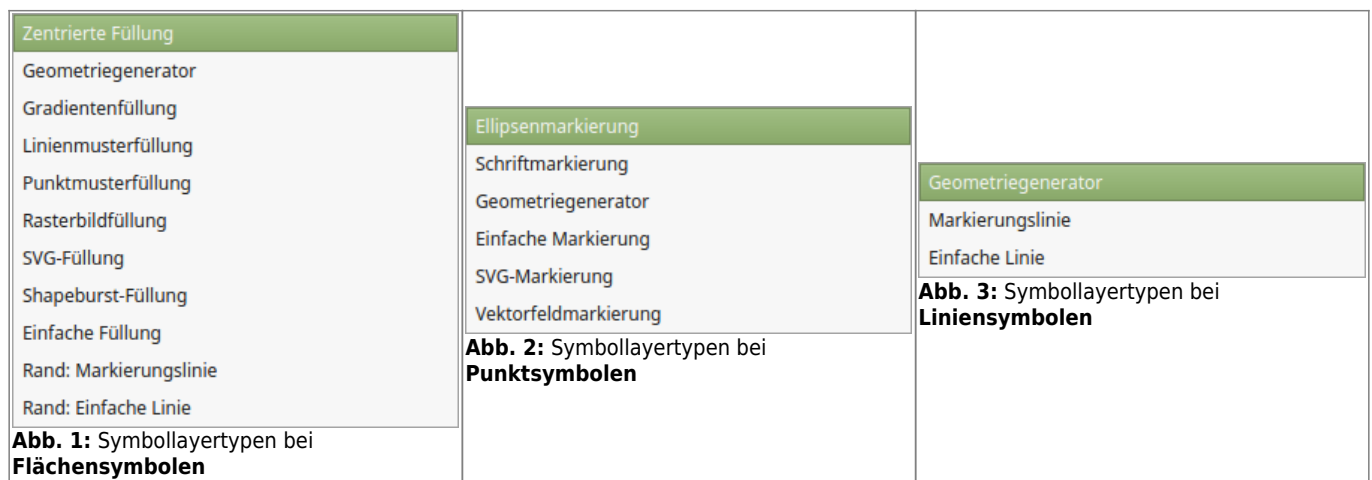 Zentrierte Füllung
Geometriegenerator
Gradientenfüllung
Linienmusterfüllung
Punktmusterfüllung
Rasterbildfüllung
SVG-Füllung
Shapeburst-Füllung
Einfache Füllung
Rand: Markierungslinie
Rand: Einfache Linie
Abb. 1: Symbollayertypen bei
Flächensymbolen
Ellipsenmarkierung
Schriftmarkierung
Geometriegenerator
Einfache Markierung
SVG-Markierung
Vektorfeldmarkierung
Abb. 2: Symbollayertypen bei
Punktsymbolen
Geometriegenerator
Markierungslinie
Einfache Linie
Abb. 3: Symbollayertypen bei
Liniensymbolen